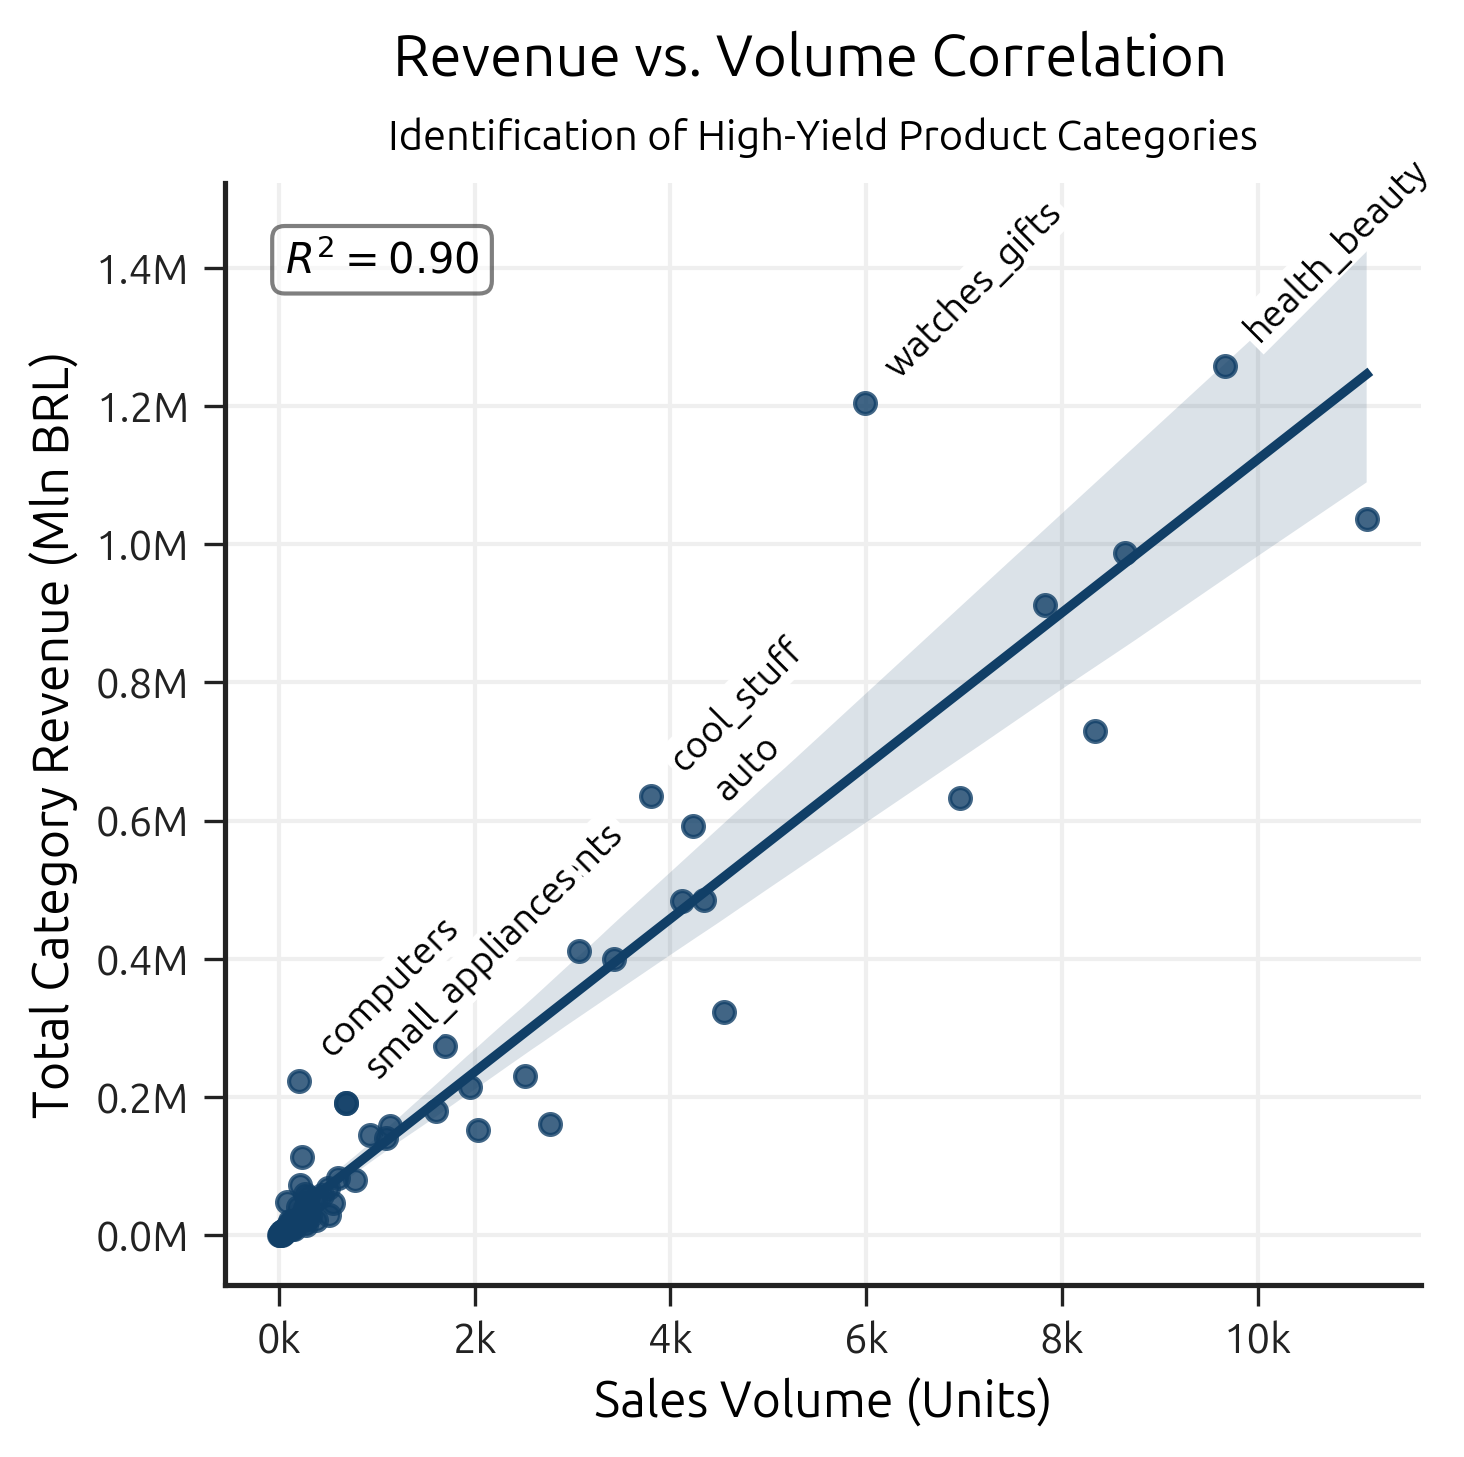 Revenue vs. Volume Correlation
Identification of High-Yield Product Categories
R² = 0.90
watches_gifts
health_beauty
cool_stuff
auto
computers
small_appliances
Total Category Revenue (Mln BRL)
1.4M
1.2M
1.0M
0.8M
0.6M
0.4M
0.2M
0.0M
0k 2k 4k 6k 8k 10k
Sales Volume (Units)